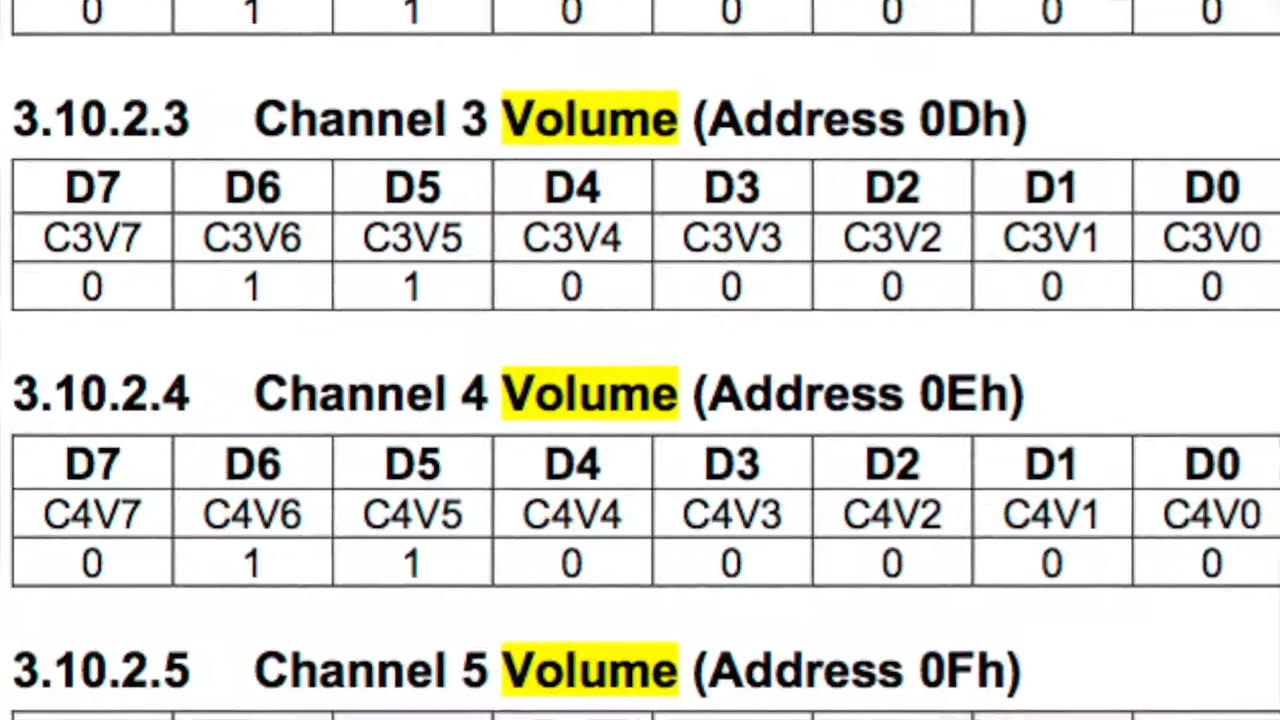 0 1 1 0 0 0 0 0
3.10.2.3 Channel 3 Volume (Address 0Dh)
D7 D6 D5 D4 D3 D2 D1 D0
C3V7 C3V6 C3V5 C3V4 C3V3 C3V2 C3V1 C3V0
0 1 1 0 0 0 0 0
3.10.2.4 Channel 4 Volume (Address 0Eh)
D7 D6 D5 D4 D3 D2 D1 D0
C4V7 C4V6 C4V5 C4V4 C4V3 C4V2 C4V1 C4V0
0 1 1 0 0 0 0 0
3.10.2.5 Channel 5 Volume (Address 0Fh)